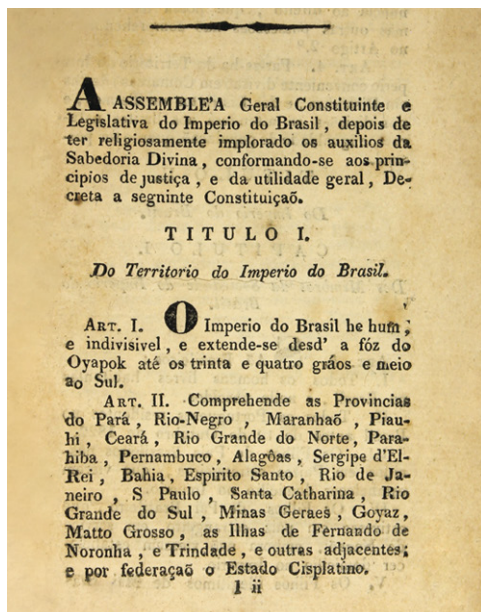 A ASSEMBLE'A Geral Constituinte e
Legislativa do Imperio do Brasil, depois de
ter religiosamente implorado os auxilios da
Sabedoria Divina, conformando-se aos prin-
cipios de justiça, e da utilidade geral, De-
creta a segninte Constituiçaõ.
TITULO I.
Do Territorio do Imperio do Brasil.
ART. I. O Imperio do Brasil he hum,
e indivisivel, e extende-se desd' a fóz do
Oyapok até os trinta e quatro gráos e meio
ao Sul.
ART. II. Comprehende as Provincias
do Pará, Rio-Negro, Maranhaõ, Piau-
hi, Ceará, Rio Grande do Norte, Para-
hiba, Pernambuco, Alagôas, Sergipe d'El-
Rei, Bahia, Espirito Santo, Rio de Ja-
neiro, S Paulo, Santa Catharina, Rio
Grande do Sul, Minas Geraes, Goyaz,
Matto Grosso, as Ilhas de Fernando de
Noronha, e Trindade, e outras adjacentes;
e por federaçaõ o Estado Cisplatino.
1 ii